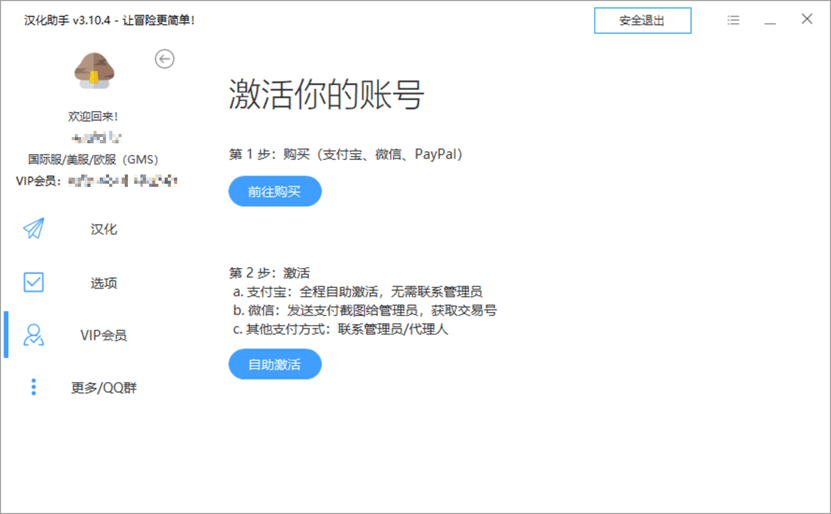 汉化助手 v3.10.4 - 让冒险更简单!
安全退出
欢迎回来!
国际服/美服/欧服（GMS）
VIP会员：
汉化
选项
VIP会员
更多/QQ群
激活你的账号
第 1 步：购买（支付宝、微信、PayPal）
前往购买
第 2 步：激活
a. 支付宝：全程自助激活，无需联系管理员
b. 微信：发送支付截图给管理员，获取交易号
c. 其他支付方式：联系管理员/代理人
自助激活